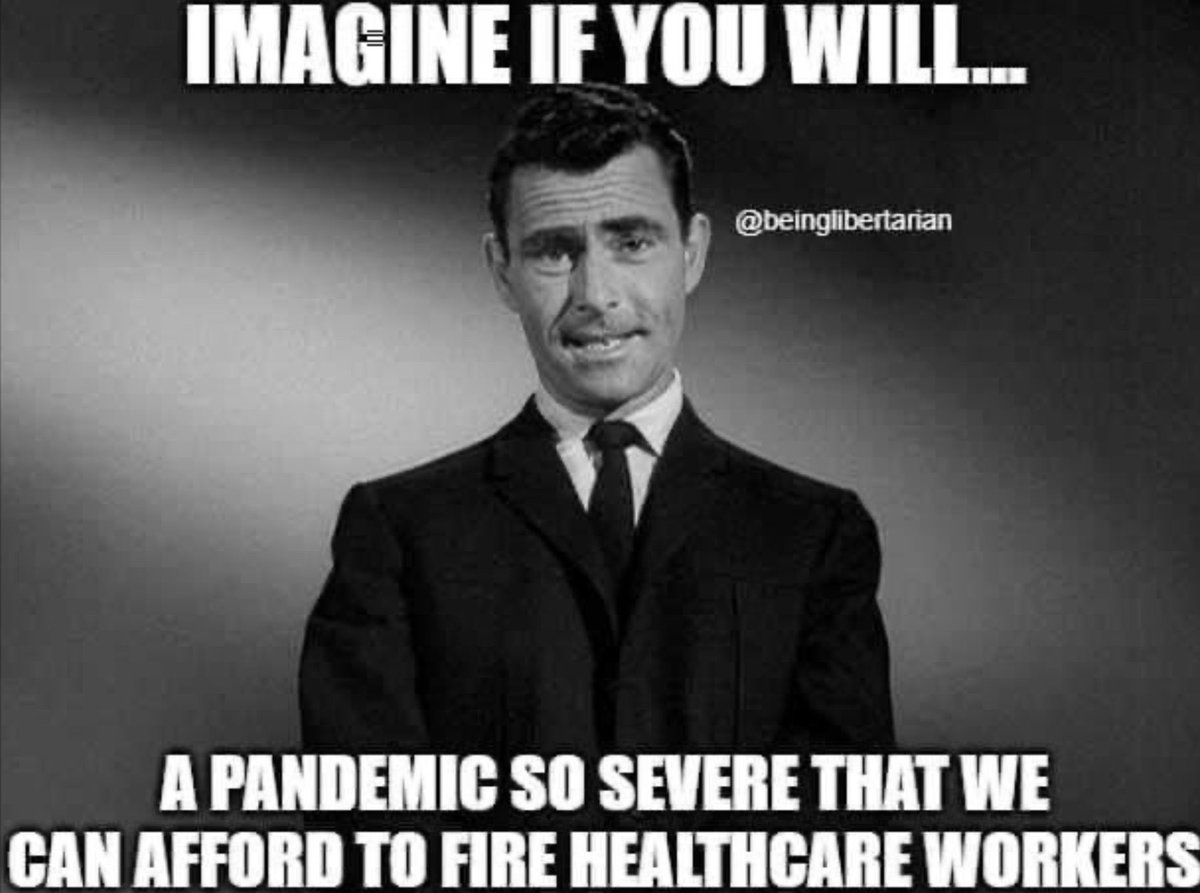 IMAGINE IF YOU WILL...
@beinglibertarian
A PANDEMIC SO SEVERE THAT WE
CAN AFFORD TO FIRE HEALTHCARE WORKERS